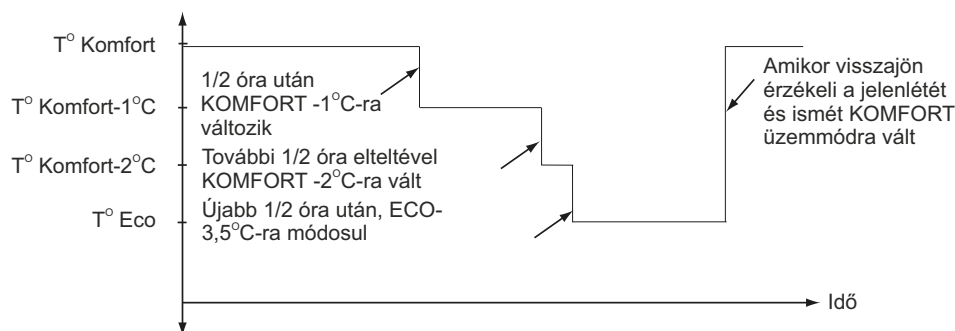 T° Komfort
T° Komfort-1°C
T° Komfort-2°C
T° Eco
1/2 óra után
KOMFORT -1°C-ra
változik
További 1/2 óra elteltével
KOMFORT -2°C-ra vált
Újabb 1/2 óra után, ECO-
3,5°C-ra módosul
Amikor visszajön
érzékeli a jelenlétét
és ismét KOMFORT
üzemmódra vált
Idő